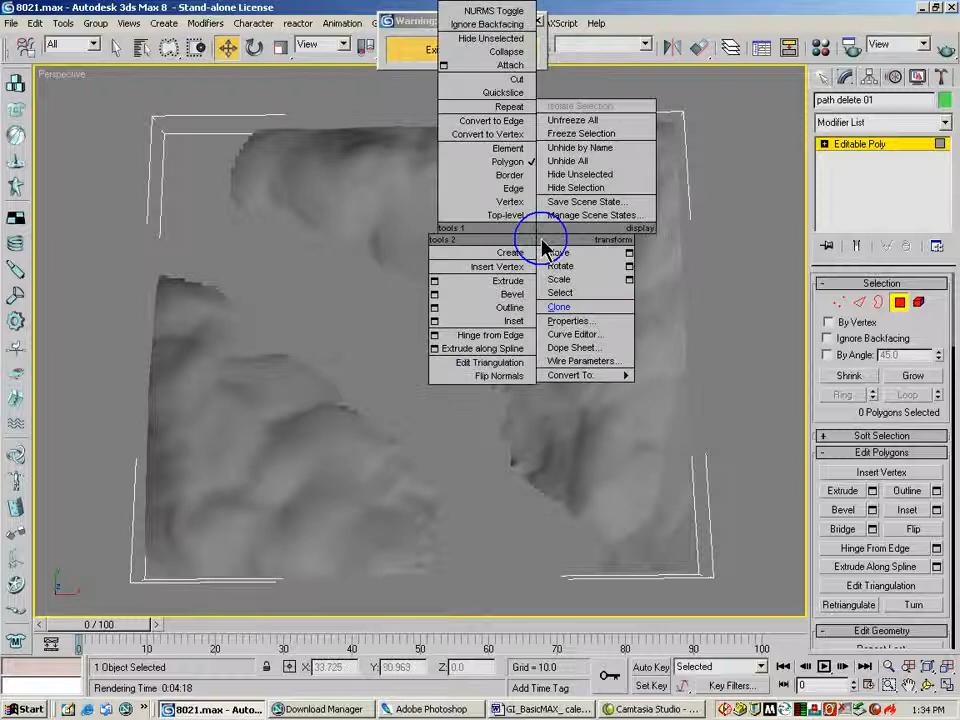 8021.max - Autodesk 3ds Max 8 - Stand-alone License
Warning:
File Edit Tools Group Views Create Modifiers Character reactor Animation
All
View
View
Perspective
NURMS Toggle
Ignore Backfacing
Hide Unselected
Collapse
Attach
Cut
Quickslice
Repeat
Convert to Edge
Convert to Vertex
Element
Polygon
Border
Edge
Vertex
Top-level
tools 1
Isolate Selection
Unfreeze All
Freeze Selection
Unhide by Name
Unhide All
Hide Unselected
Hide Selection
Save Scene State...
Manage Scene States...
display
tools 2
Create
Insert Vertex
Extrude
Bevel
Outline
Inset
Hinge from Edge
Extrude along Spline
Edit Triangulation
Flip Normals
transform
Move
Rotate
Scale
Select
Clone
Properties...
Curve Editor...
Dope Sheet...
Wire Parameters...
Convert To:
Help
path delete 01
Modifier List
Editable Poly
Selection
By Vertex
Ignore Backfacing
By Angle: 45.0
Shrink Grow
Ring Loop
0 Polygons Selected
Soft Selection
Edit Polygons
Insert Vertex
Extrude Outline
Bevel Inset
Bridge Flip
Hinge From Edge
Extrude Along Spline
Edit Triangulation
Retriangulate Turn
Edit Geometry
0 / 100
10 20 30 40 50 60 70 80 90 100
1 Object Selected X: 33.725 Y: 90.963 Z: 0.0 Grid = 10.0 Auto Key Selected
Rendering Time 0:04:18 Add Time Tag Set Key Key Filters... 0
Start 8021.max - Auto... Download Manager Adobe Photoshop GI_BasicMAX_ cale... Camtasia Studio - ... 1:34 PM